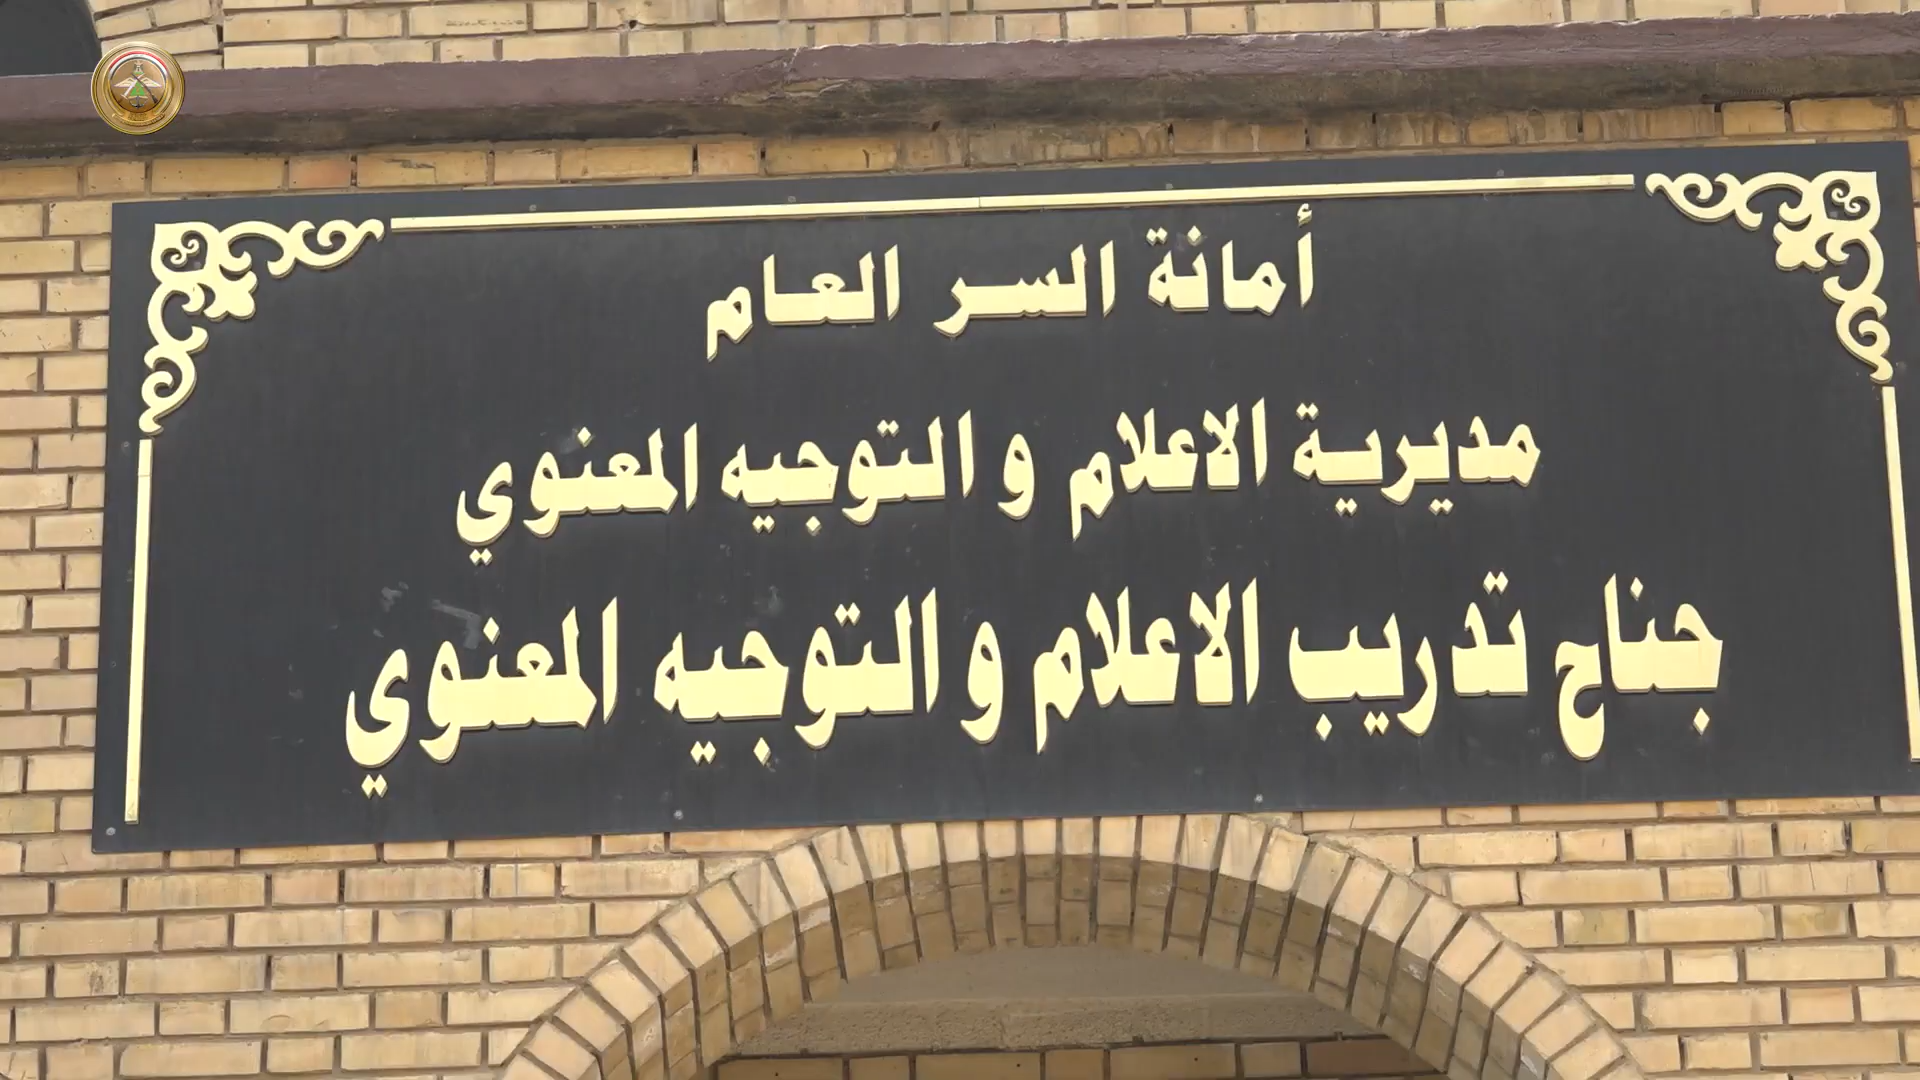 أمانة السر العام
مديرية الاعلام و التوجيه المعنوي
جناح تدريب الاعلام و التوجيه المعنوي